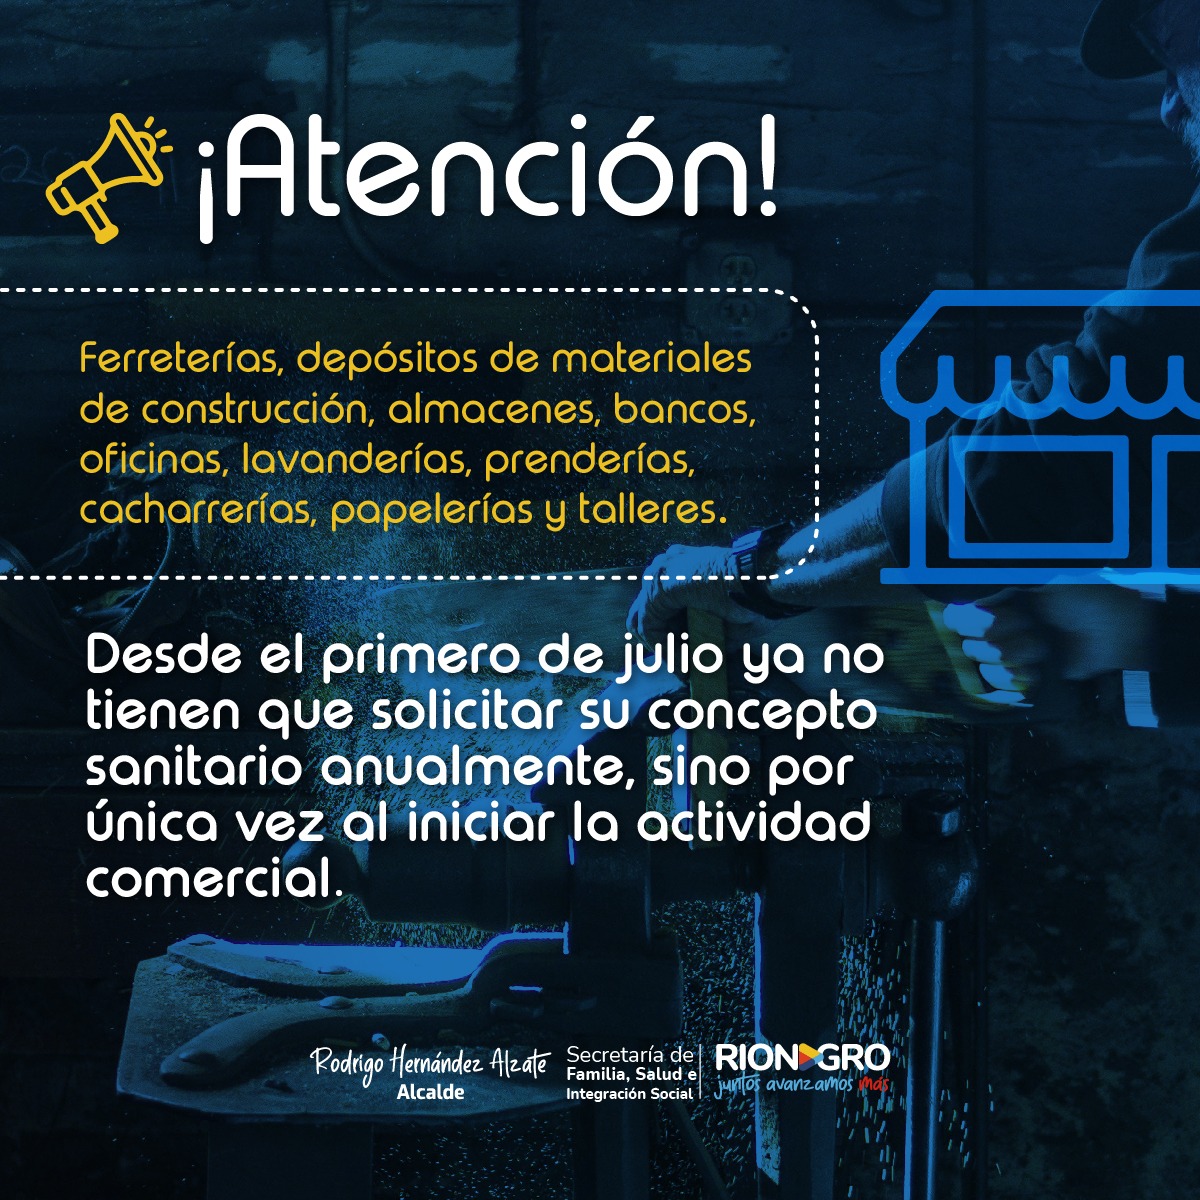 ¡Atención!
Ferreterías, depósitos de materiales
de construcción, almacenes, bancos,
oficinas, lavanderías, prenderías,
cacharrerías, papelerías y talleres.
Desde el primero de julio ya no
tienen que solicitar su concepto
sanitario anualmente, sino por
única vez al iniciar la actividad
comercial.
Rodrigo Hernández Alzate
Alcalde
Secretaría de
Familia, Salud e
Integración Social
RIONEGRO
juntos avanzamos más